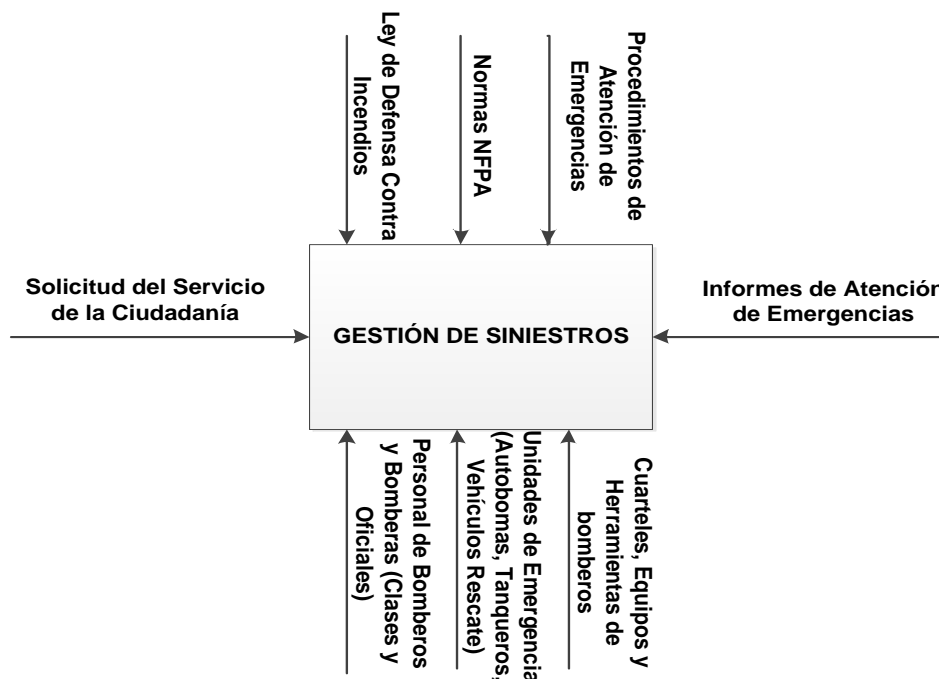 Ley de Defensa Contra
Incendios
Normas NFPA
Procedimientos de
Atención de
Emergencias
Solicitud del Servicio
de la Ciudadanía
GESTIÓN DE SINIESTROS
Informes de Atención
de Emergencias
Personal de Bomberos
y Bomberas (Clases y
Oficiales)
Unidades de Emergencia
(Autobomas, Tanqueros,
Vehículos Rescate)
Cuarteles, Equipos y
Herramientas de
bomberos